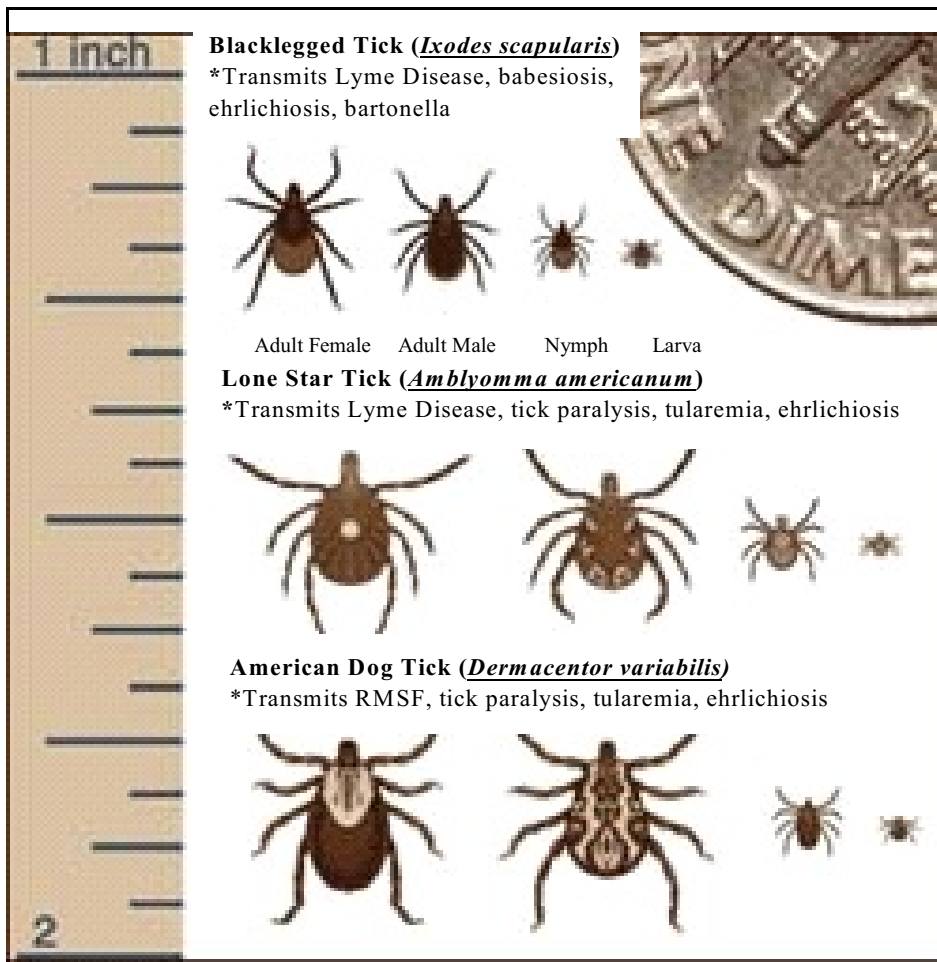 1 inch
Blacklegged Tick (Ixodes scapularis)
*Transmits Lyme Disease, babesiosis,
ehrlichiosis, bartonella
DIME
Adult Female Adult Male Nymph Larva
Lone Star Tick (Amblyomma americanum)
*Transmits Lyme Disease, tick paralysis, tularemia, ehrlichiosis
American Dog Tick (Dermacentor variabilis)
*Transmits RMSF, tick paralysis, tularemia, ehrlichiosis
2